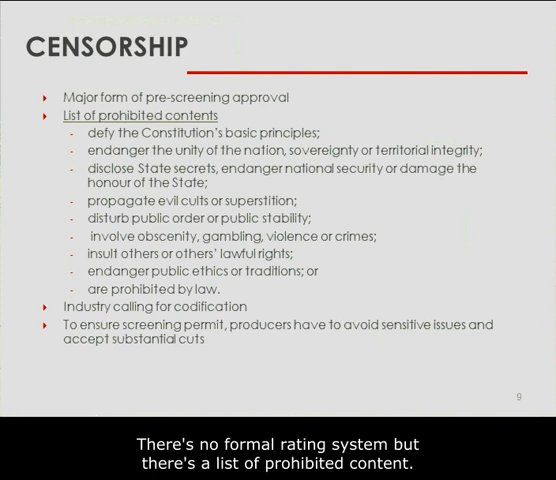 CENSORSHIP
Major form of pre-screening approval
List of prohibited contents
- defy the Constitution's basic principles;
- endanger the unity of the nation, sovereignty or territorial integrity;
- disclose State secrets, endanger national security or damage the
honour of the State;
- propagate evil cults or superstition;
- disturb public order or public stability;
- involve obscenity, gambling, violence or crimes;
- insult others or others' lawful rights;
- endanger public ethics or traditions; or
- are prohibited by law.
Industry calling for codification
To ensure screening permit, producers have to avoid sensitive issues and
accept substantial cuts
9
There's no formal rating system but
there's a list of prohibited content.